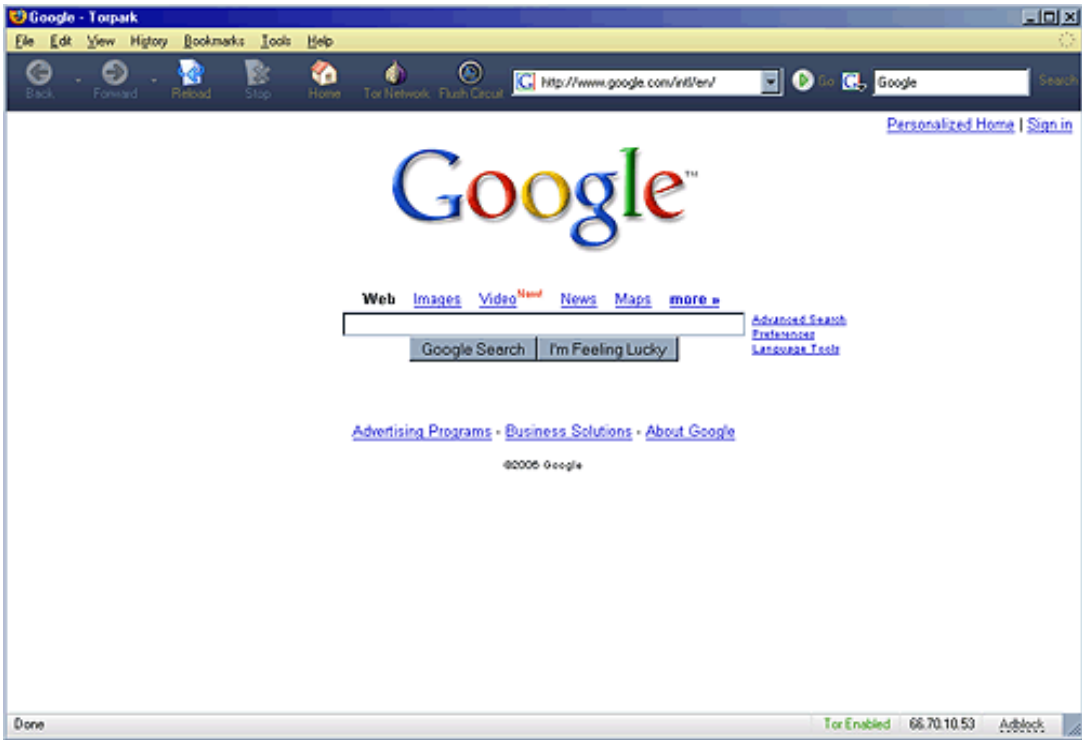 Google - Torpark
File Edit View History Bookmarks Tools Help
Back Forward Reload Stop Home Tor Network Flush Circuit http://www.google.com/intl/en/ Go Google Search
Personalized Home | Sign in
Google™
Web Images Video New! News Maps more »
Advanced Search
Preferences
Language Tools
Google Search I'm Feeling Lucky
Advertising Programs - Business Solutions - About Google
©2006 Google
Done Tor Enabled 66.70.10.53 Adblock